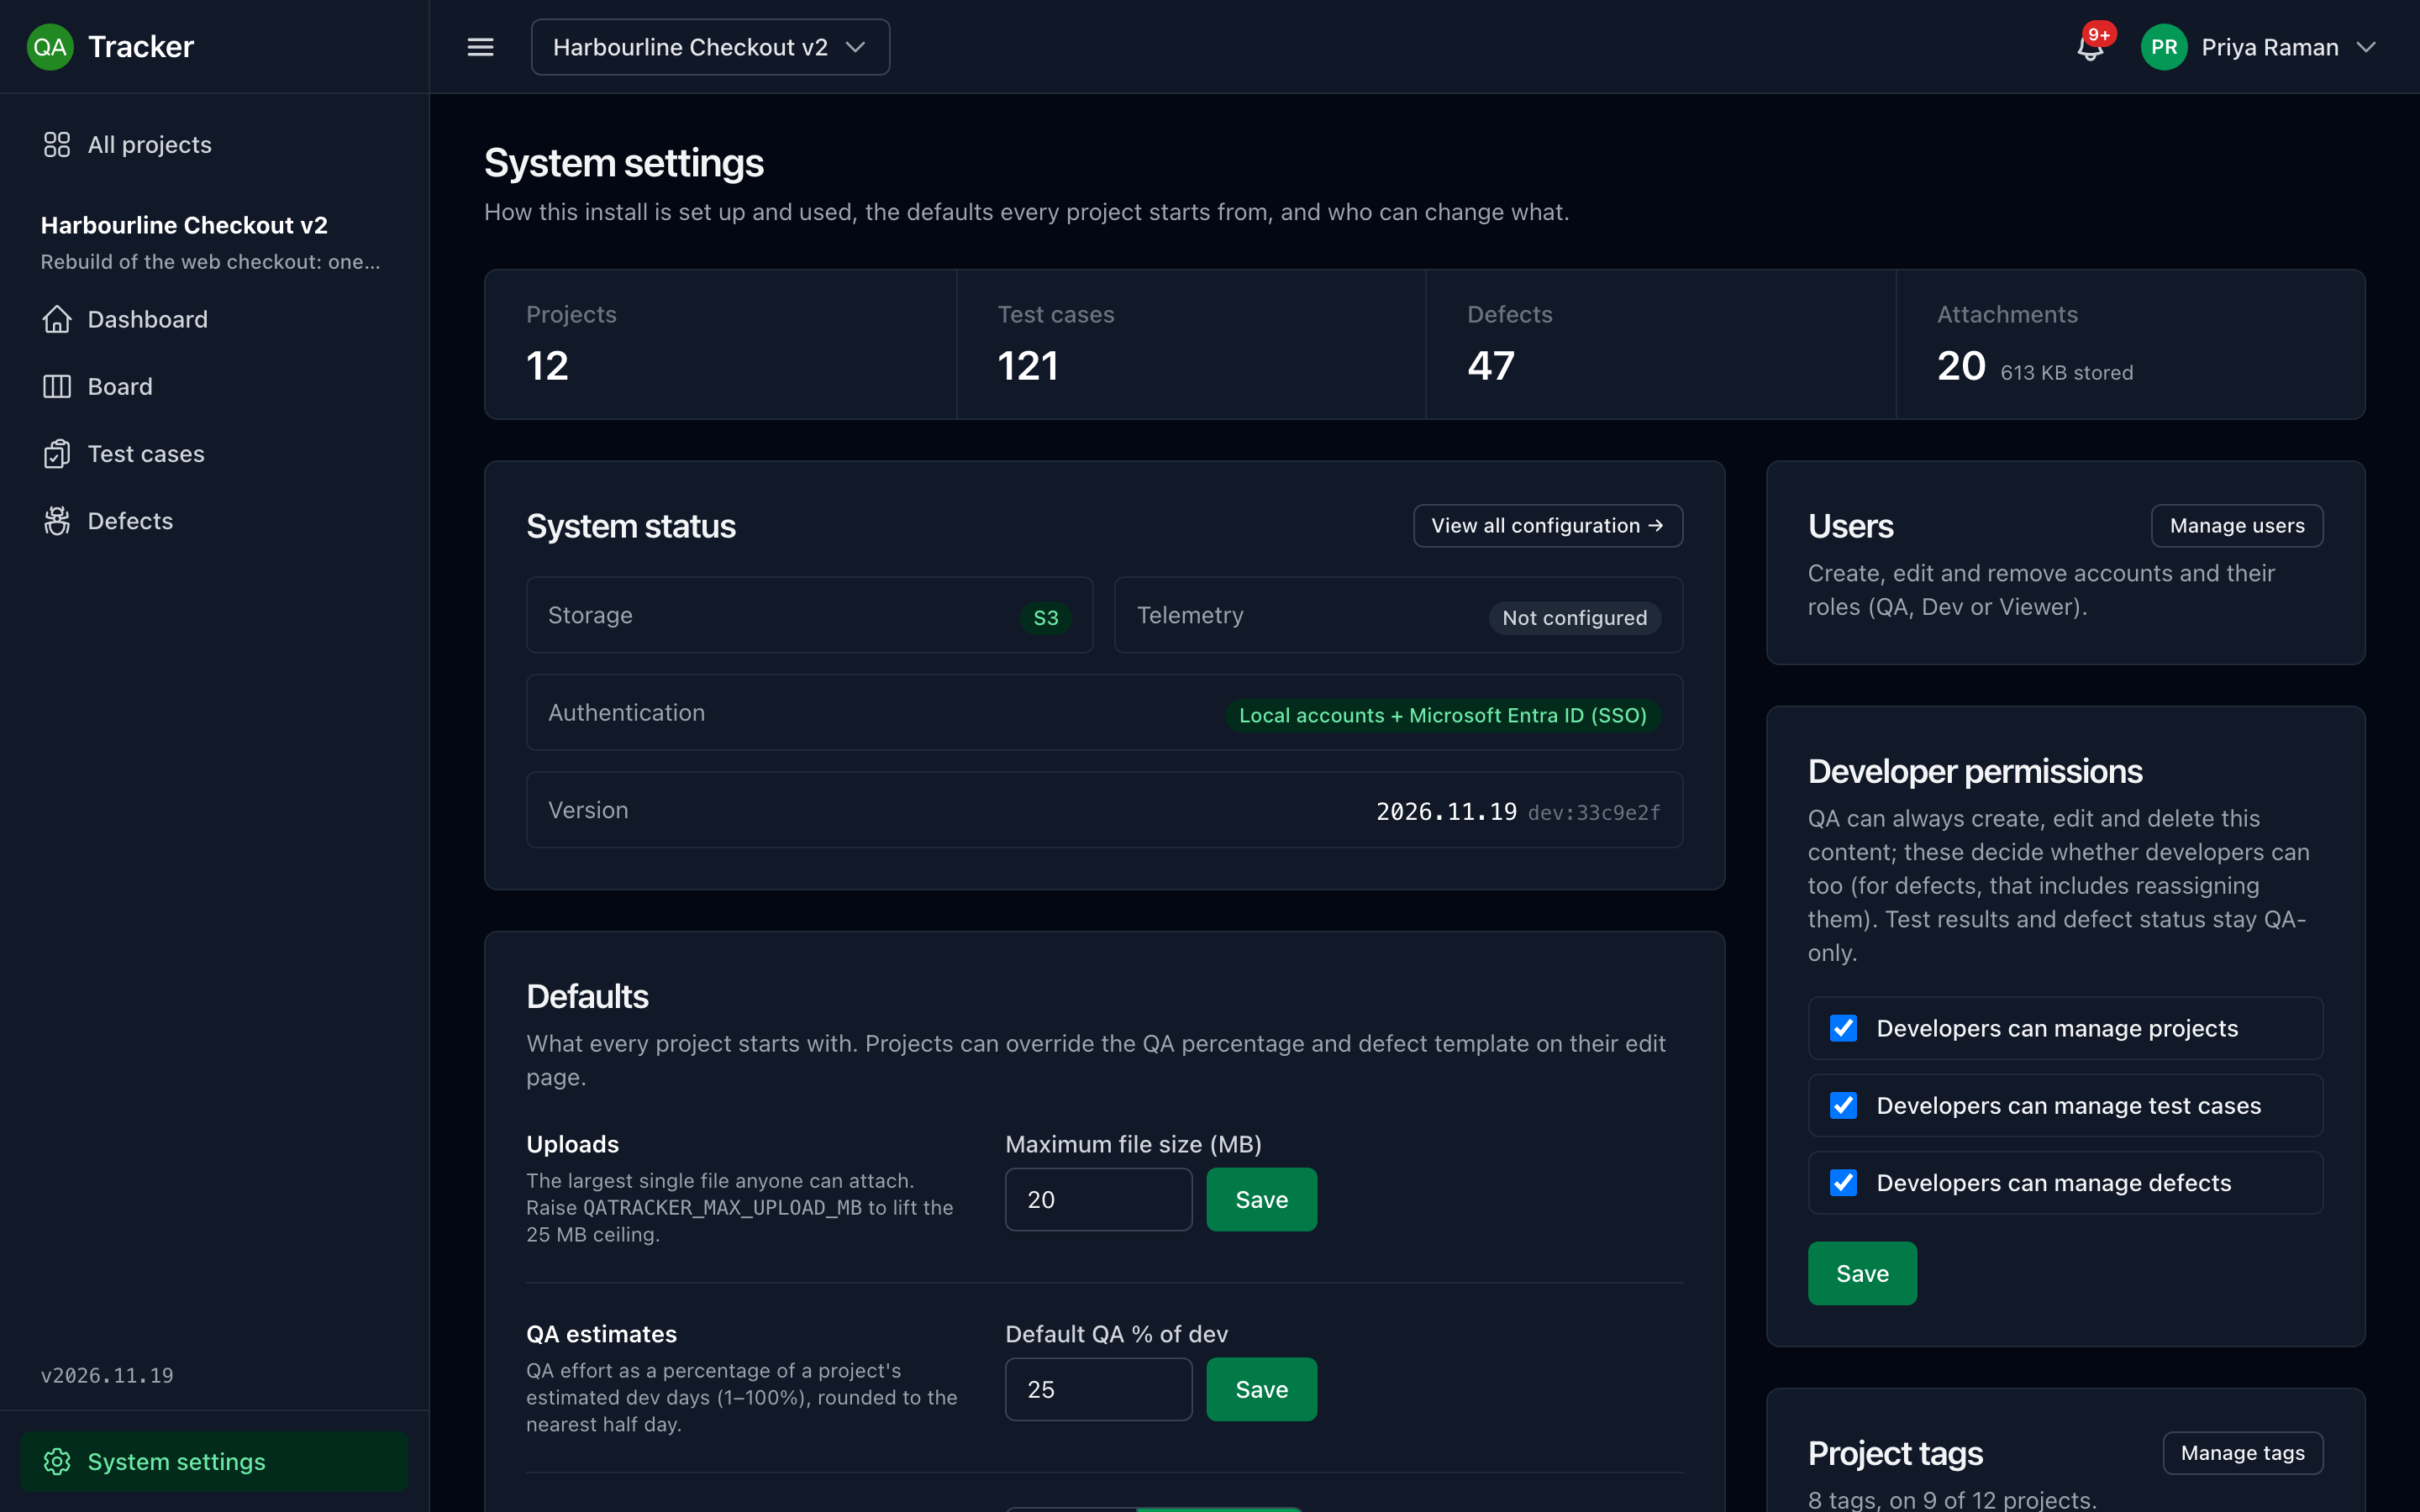 QA Tracker
Harbourline Checkout v2
9+
PR Priya Raman
All projects
Harbourline Checkout v2
Rebuild of the web checkout: one...
Dashboard
Board
Test cases
Defects
v2026.11.19
System settings
System settings
How this install is set up and used, the defaults every project starts from, and who can change what.
Projects
12
Test cases
121
Defects
47
Attachments
20 613 KB stored
System status
View all configuration →
Storage S3
Telemetry Not configured
Authentication Local accounts + Microsoft Entra ID (SSO)
Version 2026.11.19 dev:33c9e2f
Defaults
What every project starts with. Projects can override the QA percentage and defect template on their edit
page.
Uploads
The largest single file anyone can attach.
Raise QATRACKER_MAX_UPLOAD_MB to lift the
25 MB ceiling.
Maximum file size (MB)
20 Save
QA estimates
QA effort as a percentage of a project's
estimated dev days (1–100%), rounded to the
nearest half day.
Default QA % of dev
25 Save
Users
Manage users
Create, edit and remove accounts and their
roles (QA, Dev or Viewer).
Developer permissions
QA can always create, edit and delete this
content; these decide whether developers can
too (for defects, that includes reassigning
them). Test results and defect status stay QA-
only.
Developers can manage projects
Developers can manage test cases
Developers can manage defects
Save
Project tags
Manage tags
8 tags, on 9 of 12 projects.